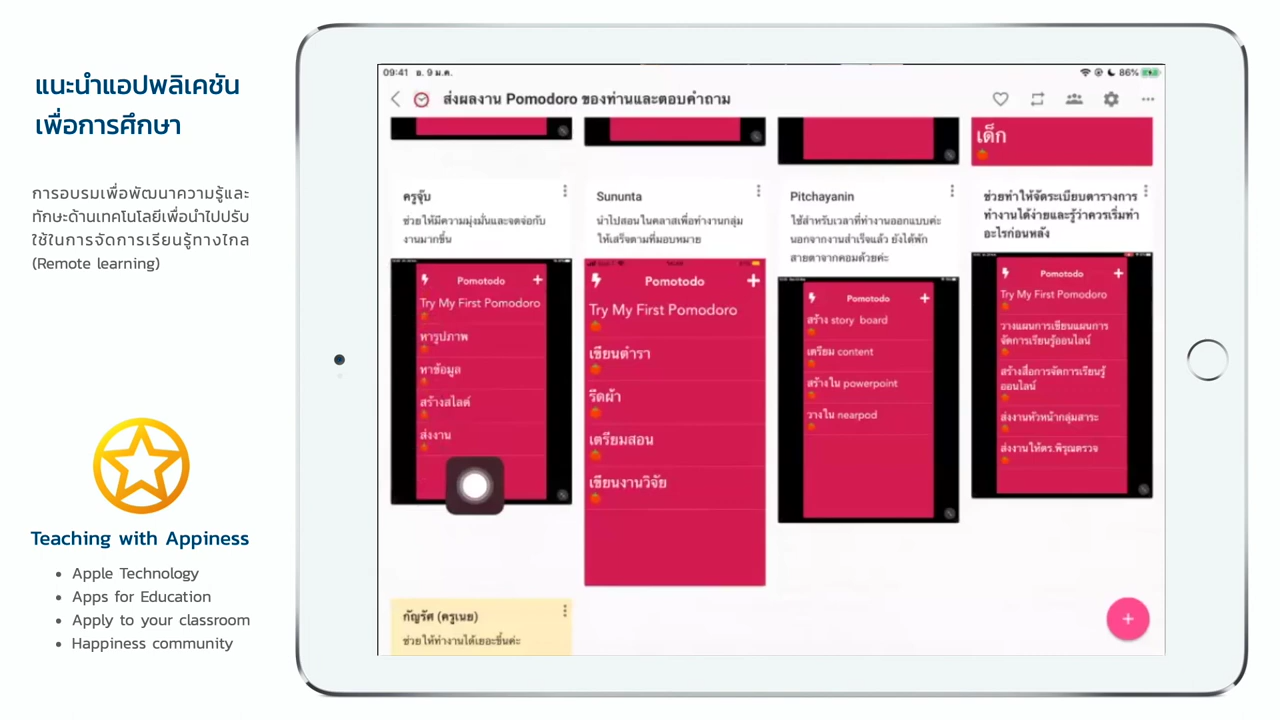 แนะนำแอปพลิเคชัน
เพื่อการศึกษา
การอบรมเพื่อพัฒนาความรู้และ
ทักษะด้านเทคโนโลยีเพื่อนำไปปรับ
ใช้ในการจัดการเรียนรู้ทางไกล
(Remote learning)
Teaching with Appiness
• Apple Technology
• Apps for Education
• Apply to your classroom
• Happiness community
09:41 อ. 9 ม.ค.
86%
ส่งผลงาน Pomodoro ของท่านและตอบคำถาม
เด็ก
ครูจุ๊บ
ช่วยให้มีความมุ่งมั่นและจดจ่อกับ
งานมากขึ้น
Pomotodo
Try My First Pomodoro
หารูปภาพ
หาข้อมูล
สร้างสไลด์
ส่งงาน
Sununta
นำไปสอนในคลาสเพื่อทำงานกลุ่ม
ให้เสร็จตามที่มอบหมาย
Pomotodo
Try My First Pomodoro
เขียนตำรา
รีดผ้า
เตรียมสอน
เขียนงานวิจัย
Pitchayanin
ใช้สำหรับเวลาที่ทำงานออกแบบค่ะ
นอกจากงานสำเร็จแล้ว ยังได้พัก
สายตาจากคอมด้วยค่ะ
Pomotodo
สร้าง story board
เตรียม content
สร้างใน powerpoint
วางใน nearpod
ช่วยทำให้จัดระเบียบตารางการ
ทำงานได้ง่ายและรู้ว่าควรเริ่มทำ
อะไรก่อนหลัง
Pomotodo
Try My First Pomodoro
วางแผนการเขียนแผนการ
จัดการเรียนรู้ออนไลน์
สร้างสื่อการจัดการเรียนรู้
ออนไลน์
ส่งงานหัวหน้ากลุ่มสาระ
ส่งงานให้ดร.พิรุณตรวจ
กัญรัศ (ครูเนย)
ช่วยให้ทำงานได้เยอะขึ้นค่ะ